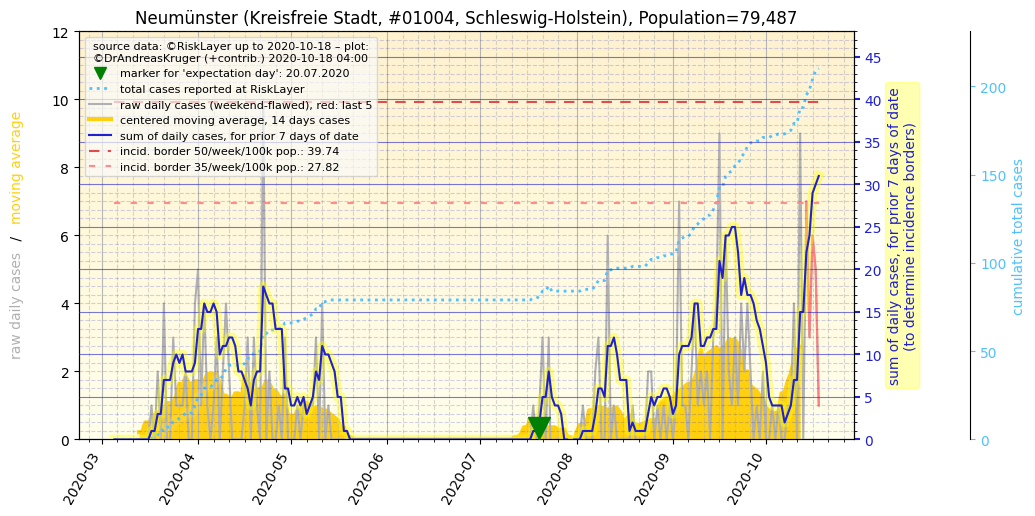 Neumünster (Kreisfreie Stadt, #01004, Schleswig-Holstein), Population=79,487
source data: ©RiskLayer up to 2020-10-18 – plot:
©DrAndreasKruger (+contrib.) 2020-10-18 04:00
marker for 'expectation day': 20.07.2020
total cases reported at RiskLayer
raw daily cases (weekend-flawed), red: last 5
centered moving average, 14 days cases
sum of daily cases, for prior 7 days of date
incid. border 50/week/100k pop.: 39.74
incid. border 35/week/100k pop.: 27.82
raw daily cases / moving average
12
10
8
6
4
2
0
2020-03
2020-04
2020-05
2020-06
2020-07
2020-08
2020-09
2020-10
45
40
35
30
25
20
15
10
5
0
sum of daily cases, for prior 7 days of date
(to determine incidence borders)
200
150
100
50
0
cumulative total cases